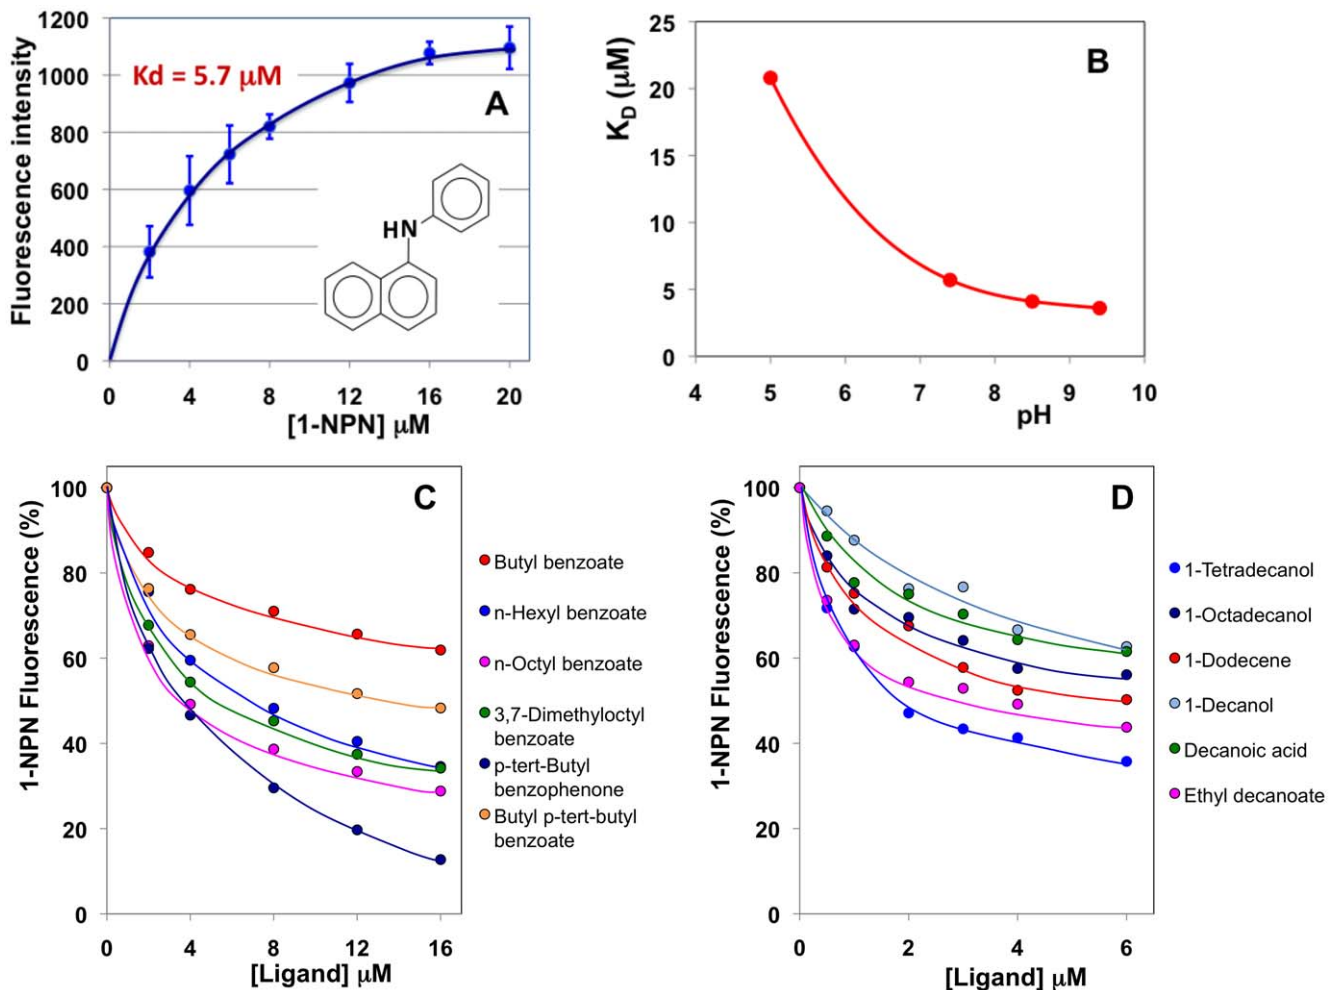 1200
1000
800
600
400
200
0
Fluorescence intensity
Kd = 5.7 μM
A
HN
0 4 8 12 16 20
[1-NPN] μM
25
20
15
10
5
0
K_D (μM)
B
4 5 6 7 8 9 10
pH
100
80
60
40
20
0
1-NPN Fluorescence (%)
C
0 4 8 12 16
[Ligand] μM
Butyl benzoate
n-Hexyl benzoate
n-Octyl benzoate
3,7-Dimethyloctyl
benzoate
p-tert-Butyl
benzophenone
Butyl p-tert-butyl
benzoate
100
80
60
40
20
0
1-NPN Fluorescence (%)
D
0 2 4 6
[Ligand] μM
1-Tetradecanol
1-Octadecanol
1-Dodecene
1-Decanol
Decanoic acid
Ethyl decanoate